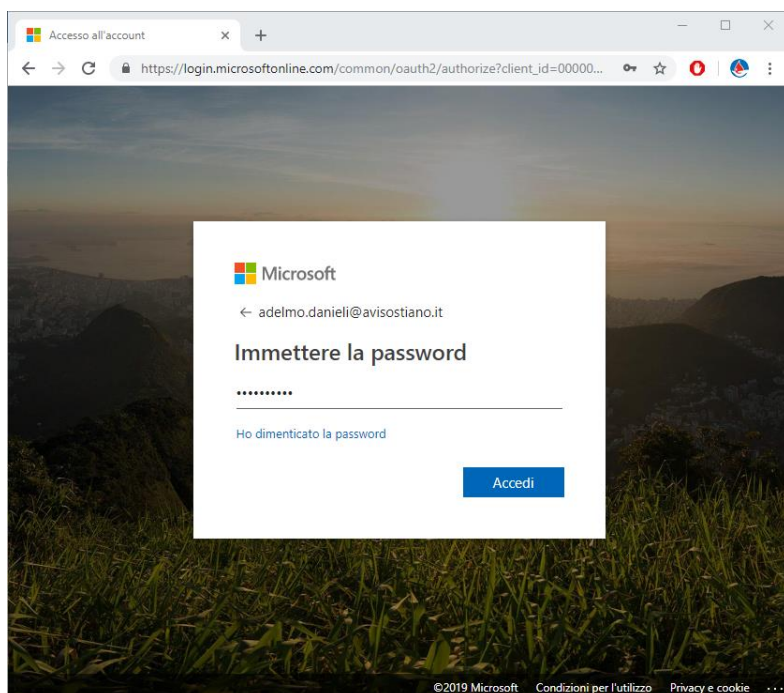 Accesso all'account
https://login.microsoftonline.com/common/oauth2/authorize?client_id=00000...
Microsoft
adelmo.danieli@avisostiano.it
Immettere la password
Ho dimenticato la password
Accedi
©2019 Microsoft Condizioni per l'utilizzo Privacy e cookie ...